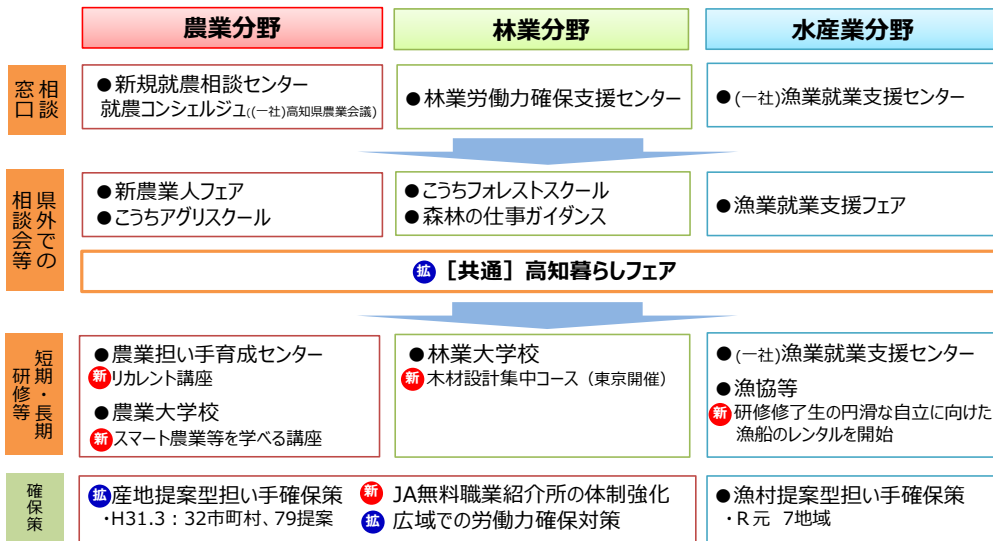 農業分野
林業分野
水産業分野
相談窓口
●新規就農相談センター
就農コンシェルジュ((一社)高知県農業会議)
●林業労働力確保支援センター
●(一社)漁業就業支援センター
県外での相談会等
●新農業人フェア
●こうちアグリスクール
●こうちフォレストスクール
●森林の仕事ガイダンス
●漁業就業支援フェア
拡 [共通] 高知暮らしフェア
短期・長期研修等
●農業担い手育成センター
新 リカレント講座
●農業大学校
新 スマート農業等を学べる講座
●林業大学校
新 木材設計集中コース（東京開催）
●(一社)漁業就業支援センター
●漁協等
新 研修修了生の円滑な自立に向けた
漁船のレンタルを開始
確保策
拡 産地提案型担い手確保策
・H31.3：32市町村、79提案
新 JA無料職業紹介所の体制強化
拡 広域での労働力確保対策
●漁村提案型担い手確保策
・R元 7地域